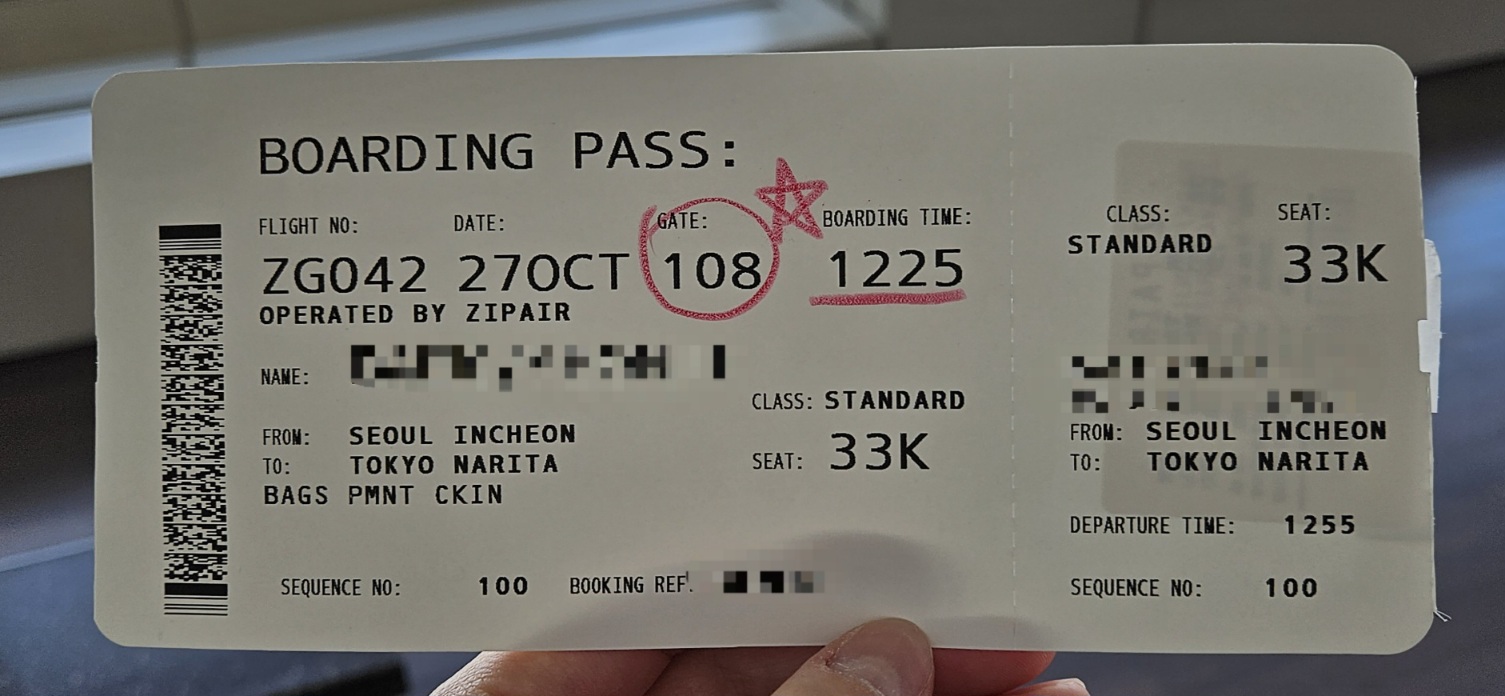 BOARDING PASS:
FLIGHT NO: DATE: GATE: BOARDING TIME:
ZG042 27OCT 108 1225
OPERATED BY ZIPAIR
NAME:
CLASS: STANDARD
FROM: SEOUL INCHEON
TO: TOKYO NARITA
SEAT: 33K
BAGS PMNT CKIN
SEQUENCE NO: 100 BOOKING REF:
CLASS: SEAT:
STANDARD 33K
FROM: SEOUL INCHEON
TO: TOKYO NARITA
DEPARTURE TIME: 1255
SEQUENCE NO: 100